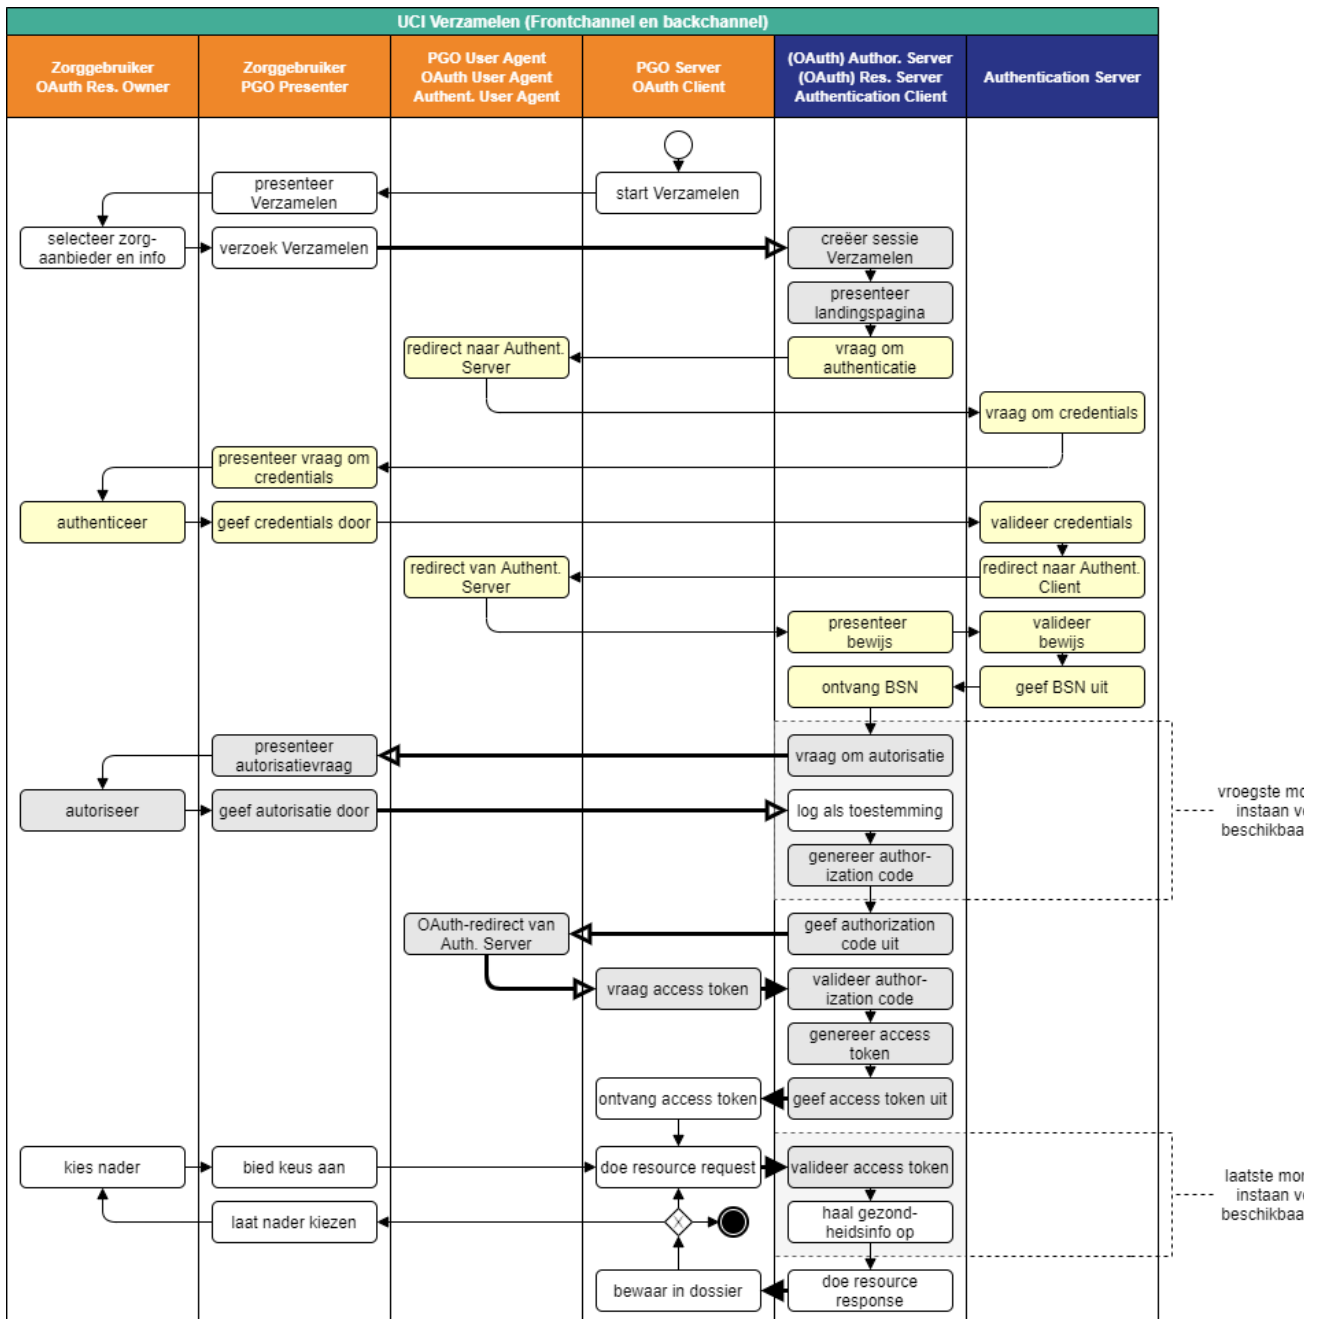 UCI Verzamelen (Frontchannel en backchannel)
Zorggebruiker
OAuth Res. Owner
Zorggebruiker
PGO Presenter
PGO User Agent
OAuth User Agent
Authent. User Agent
PGO Server
OAuth Client
(OAuth) Author. Server
(OAuth) Res. Server
Authentication Client
Authentication Server
presenteer
Verzamelen
start Verzamelen
selecteer zorg-
aanbieder en info
verzoek Verzamelen
creëer sessie
Verzamelen
presenteer
landingspagina
redirect naar Authent.
Server
vraag om
authenticatie
vraag om credentials
presenteer vraag om
credentials
authenticeer
geef credentials door
valideer credentials
redirect van Authent.
Server
redirect naar Authent.
Client
presenteer
bewijs
valideer
bewijs
ontvang BSN
geef BSN uit
presenteer
autorisatievraag
vraag om autorisatie
autoriseer
geef autorisatie door
log als toestemming
vroegste mo
instaan v
beschikbaa
genereer author-
ization code
OAuth-redirect van
Auth. Server
geef authorization
code uit
vraag access token
valideer author-
ization code
genereer access
token
ontvang access token
geef access token uit
kies nader
bied keus aan
doe resource request
valideer access token
laatste mo
instaan v
beschikbaa
laat nader kiezen
haal gezond-
heidsinfo op
bewaar in dossier
doe resource
response